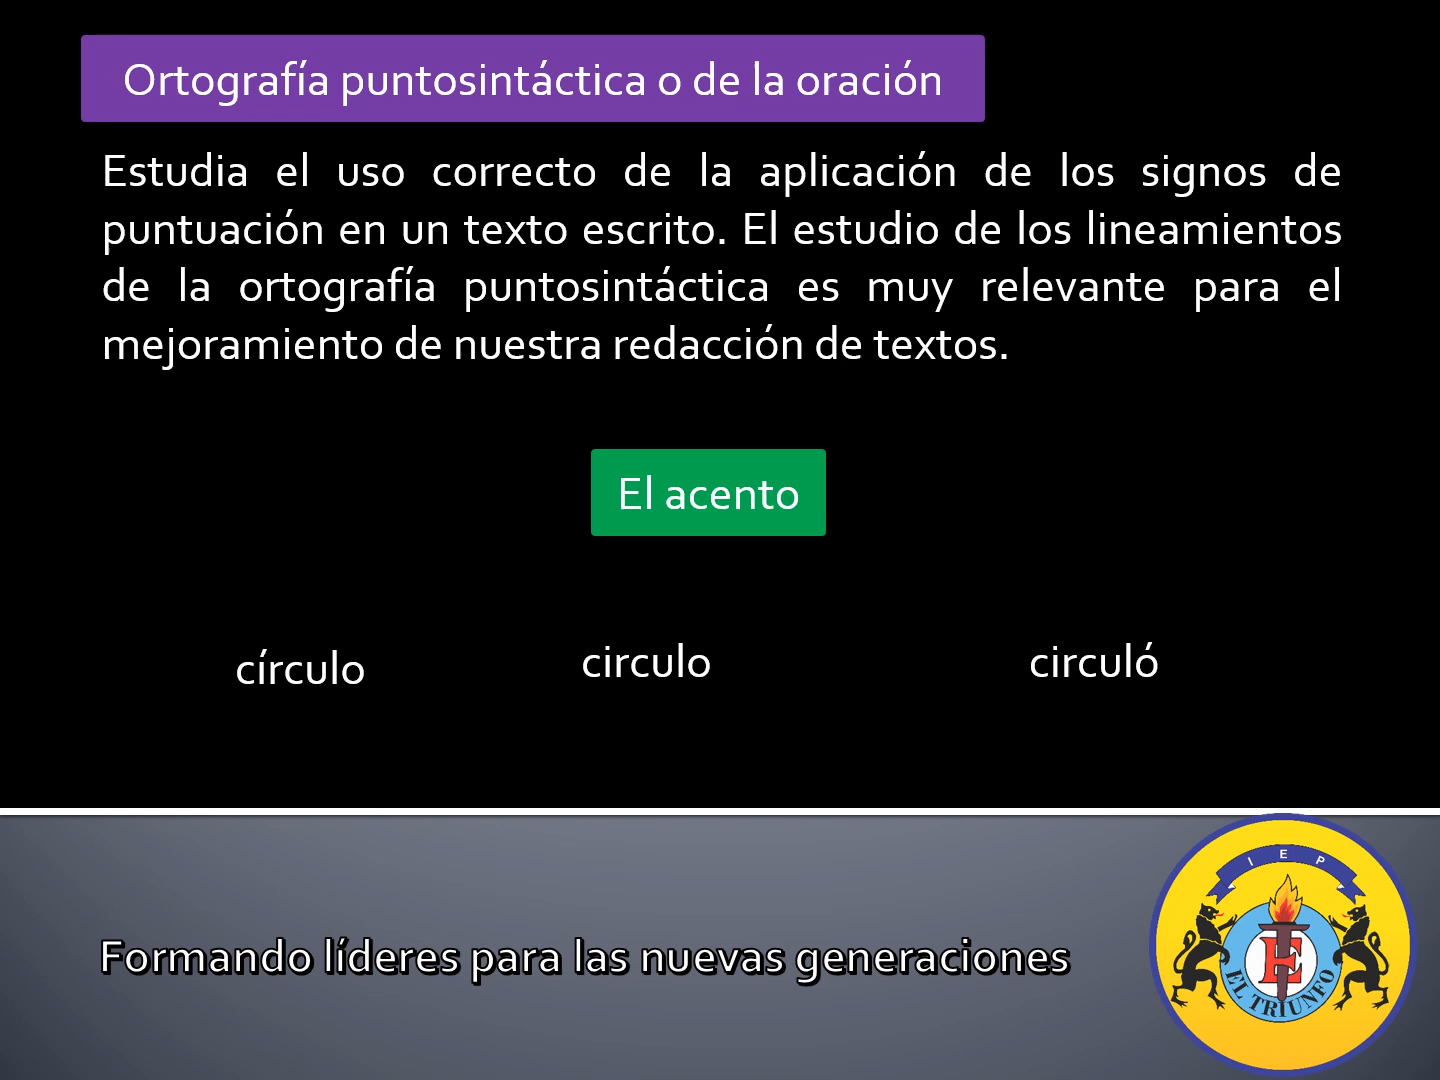 Ortografía puntosintáctica o de la oración
Estudia el uso correcto de la aplicación de los signos de
puntuación en un texto escrito. El estudio de los lineamientos
de la ortografía puntosintáctica es muy relevante para el
mejoramiento de nuestra redacción de textos.
El acento
círculo
circulo
circuló
Formando líderes para las nuevas generaciones
I E P
E
EL TRIUNFO